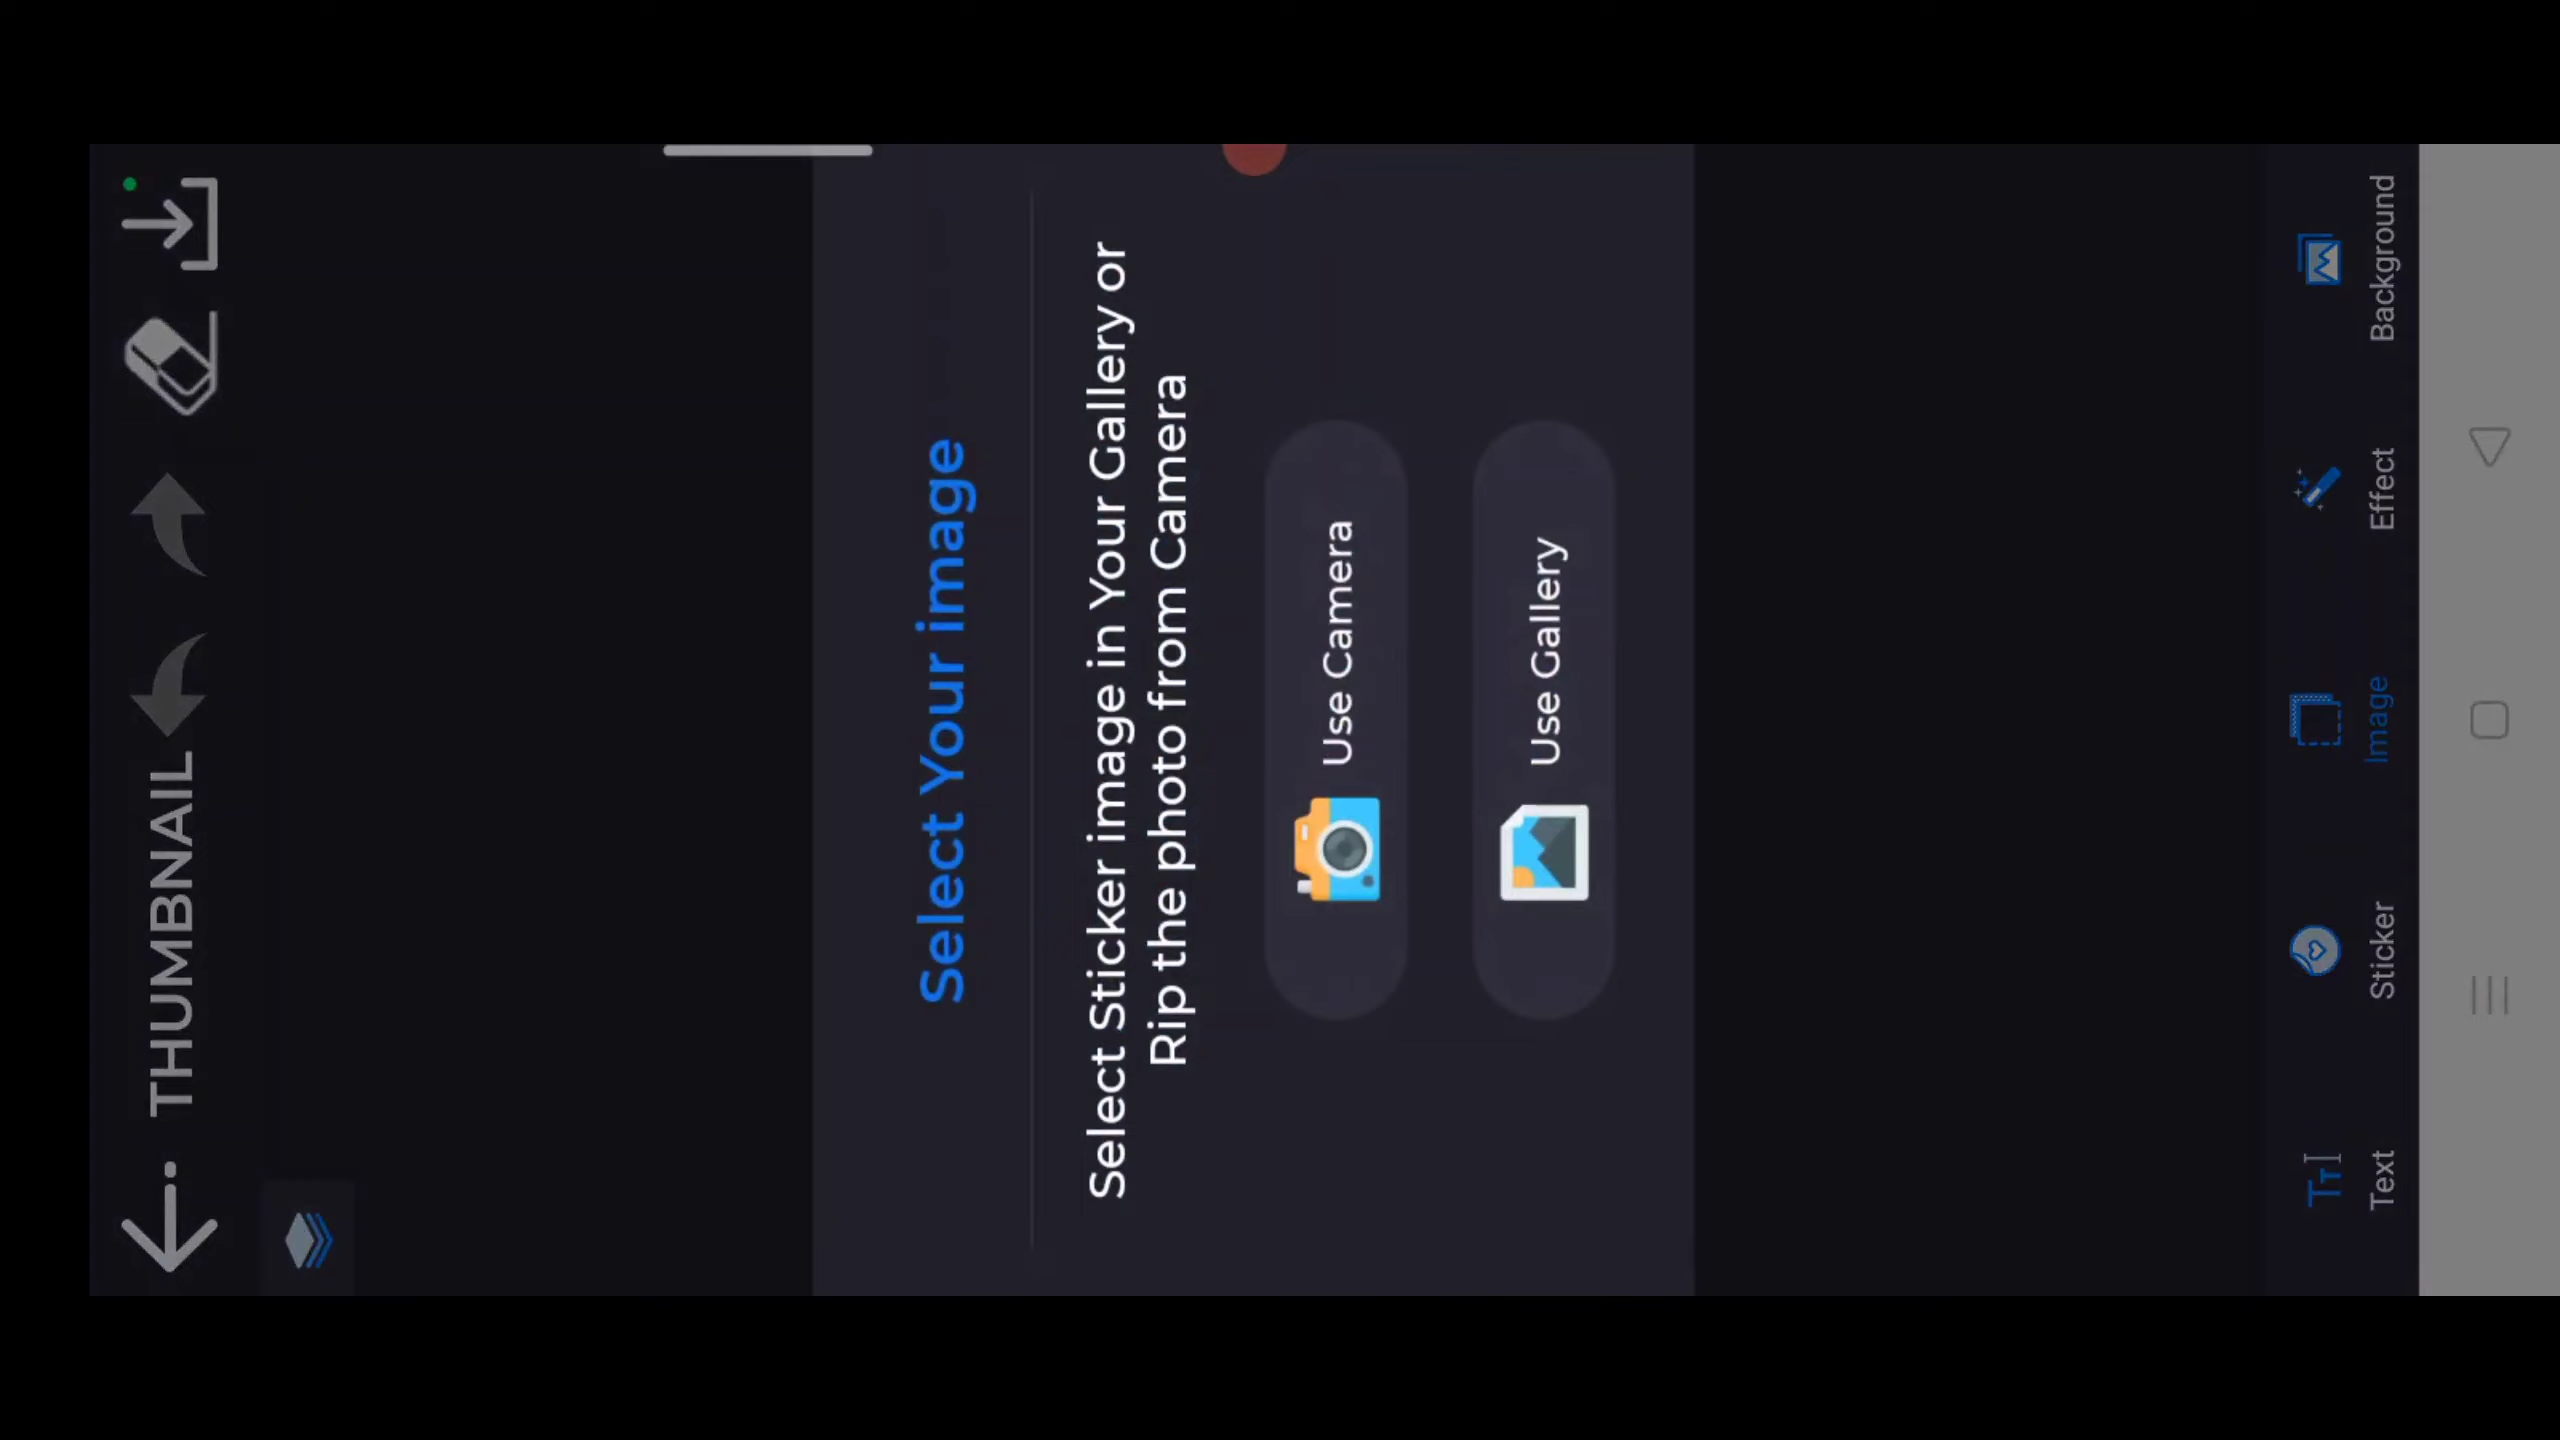 THUMBNAIL
Select Your image
Select Sticker image in Your Gallery or
Rip the photo from Camera
Use Camera
Use Gallery
Text
Sticker
Image
Effect
Background